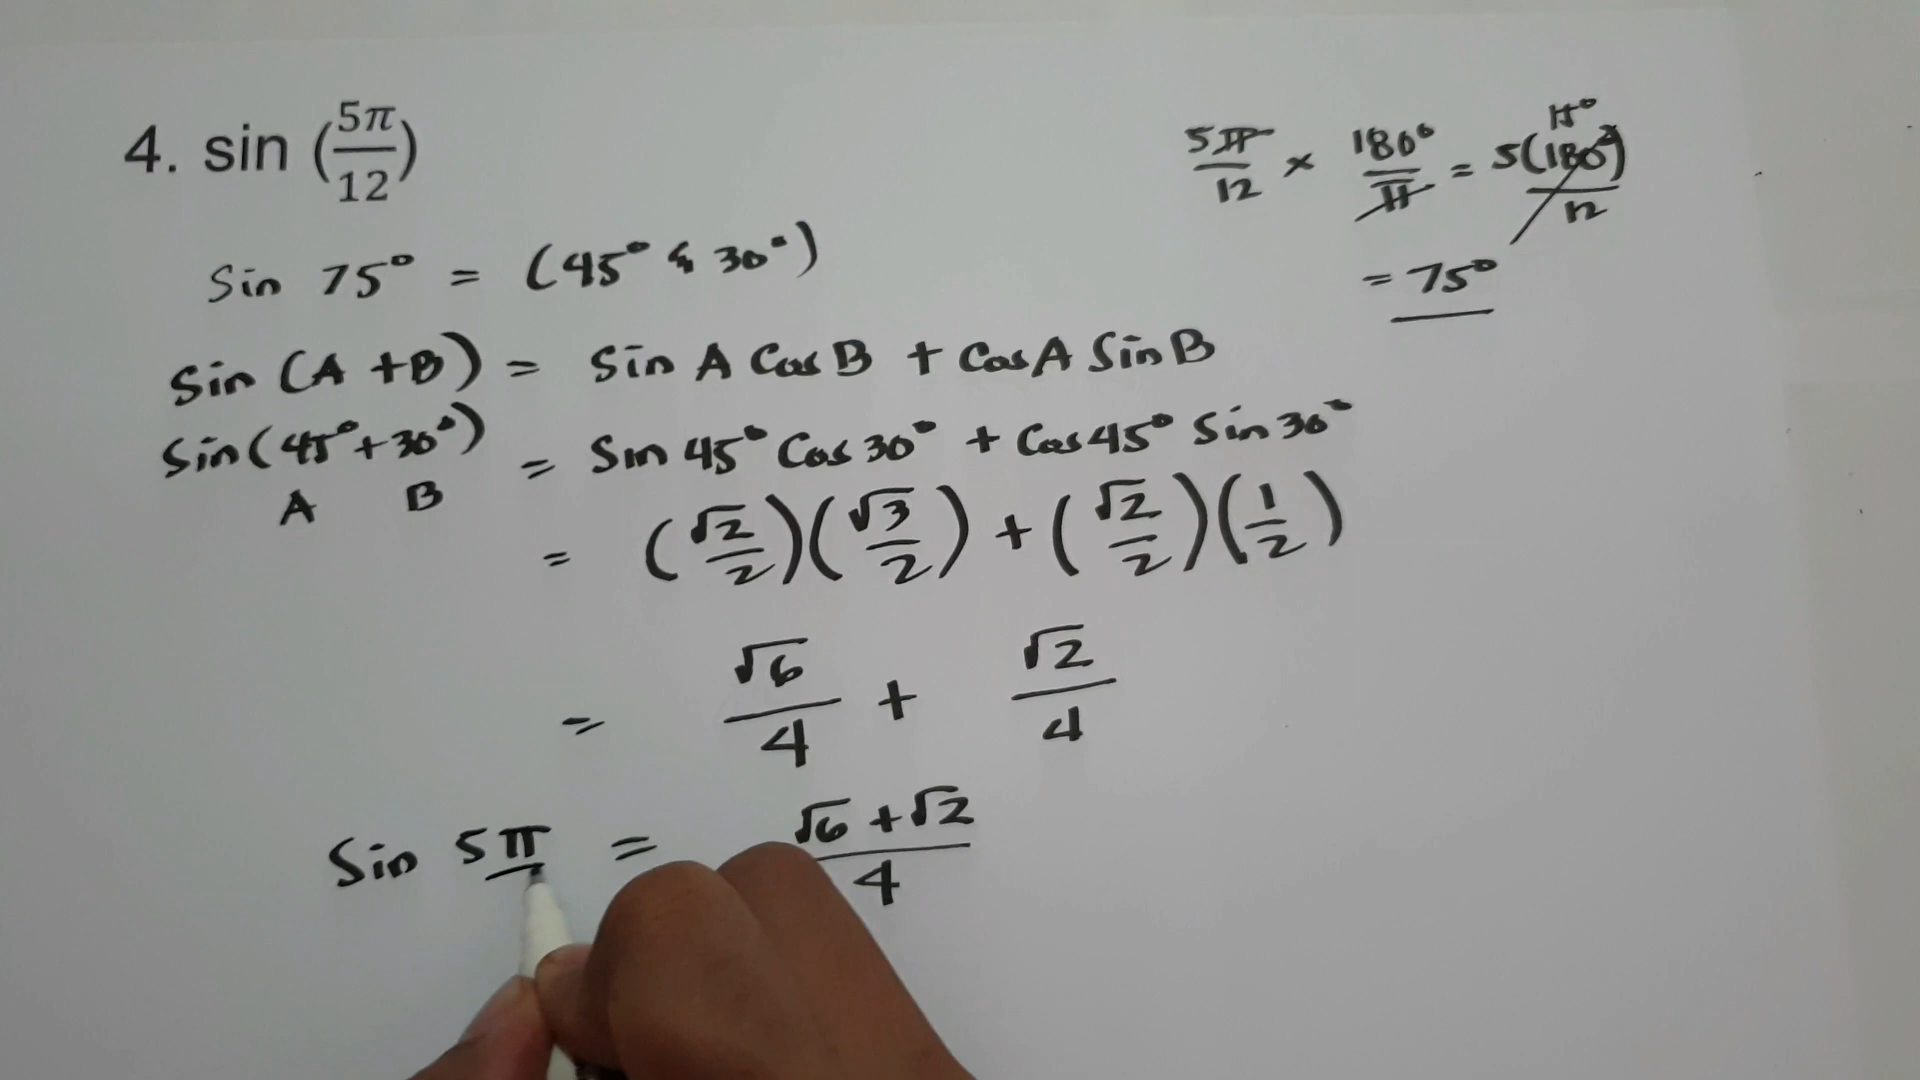 4. sin (5π/12)
5π/12 × 180°/π = 5(180°)/12
15°
= 75°
Sin 75° = (45° & 30°)
Sin (A + B) = Sin A Cos B + Cos A Sin B
Sin (45° + 30°) = Sin 45° Cos 30° + Cos 45° Sin 30°
A B
= (√2/2)(√3/2) + (√2/2)(1/2)
= √6/4 + √2/4
Sin 5π = √6 + √2/4